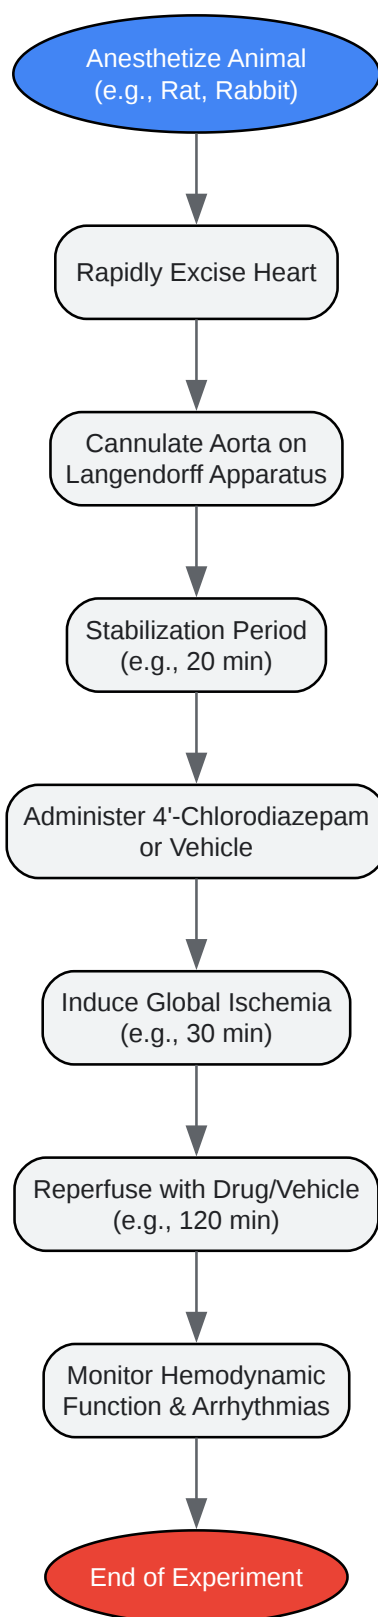 Anesthetize Animal
(e.g., Rat, Rabbit)
Rapidly Excise Heart
Cannulate Aorta on
Langendorff Apparatus
Stabilization Period
(e.g., 20 min)
Administer 4'-Chlorodiazepam
or Vehicle
Induce Global Ischemia
(e.g., 30 min)
Reperfuse with Drug/Vehicle
(e.g., 120 min)
Monitor Hemodynamic
Function & Arrhythmias
End of Experiment